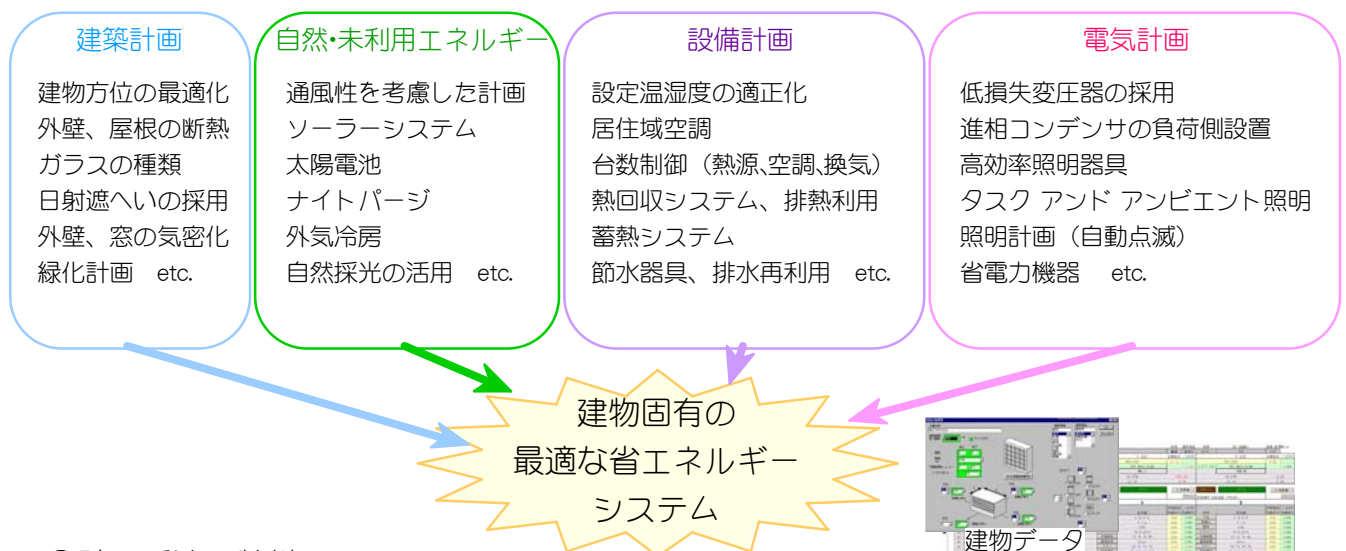 建築計画
建物方位の最適化
外壁、屋根の断熱
ガラスの種類
日射遮へいの採用
外壁、窓の気密化
緑化計画 etc.
自然・未利用エネルギー
通風性を考慮した計画
ソーラーシステム
太陽電池
ナイトパージ
外気冷房
自然採光の活用 etc.
設備計画
設定温湿度の適正化
居住域空調
台数制御（熱源、空調、換気）
熱回収システム、排熱利用
蓄熱システム
節水器具、排水再利用 etc.
電気計画
低損失変圧器の採用
進相コンデンサの負荷側設置
高効率照明器具
タスク アンド アンビエント照明
照明計画（自動点滅）
省電力機器 etc.
建物固有の
最適な省エネルギー
システム
建物データ